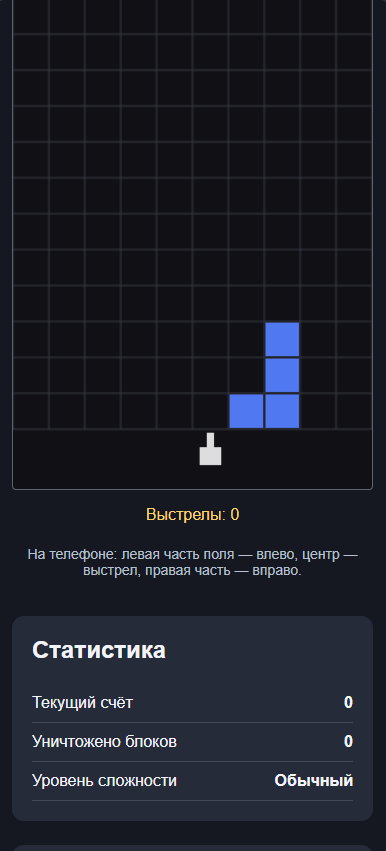 Выстрелы: 0
На телефоне: левая часть поля — влево, центр —
выстрел, правая часть — вправо.
Статистика
Текущий счёт 0
Уничтожено блоков 0
Уровень сложности Обычный